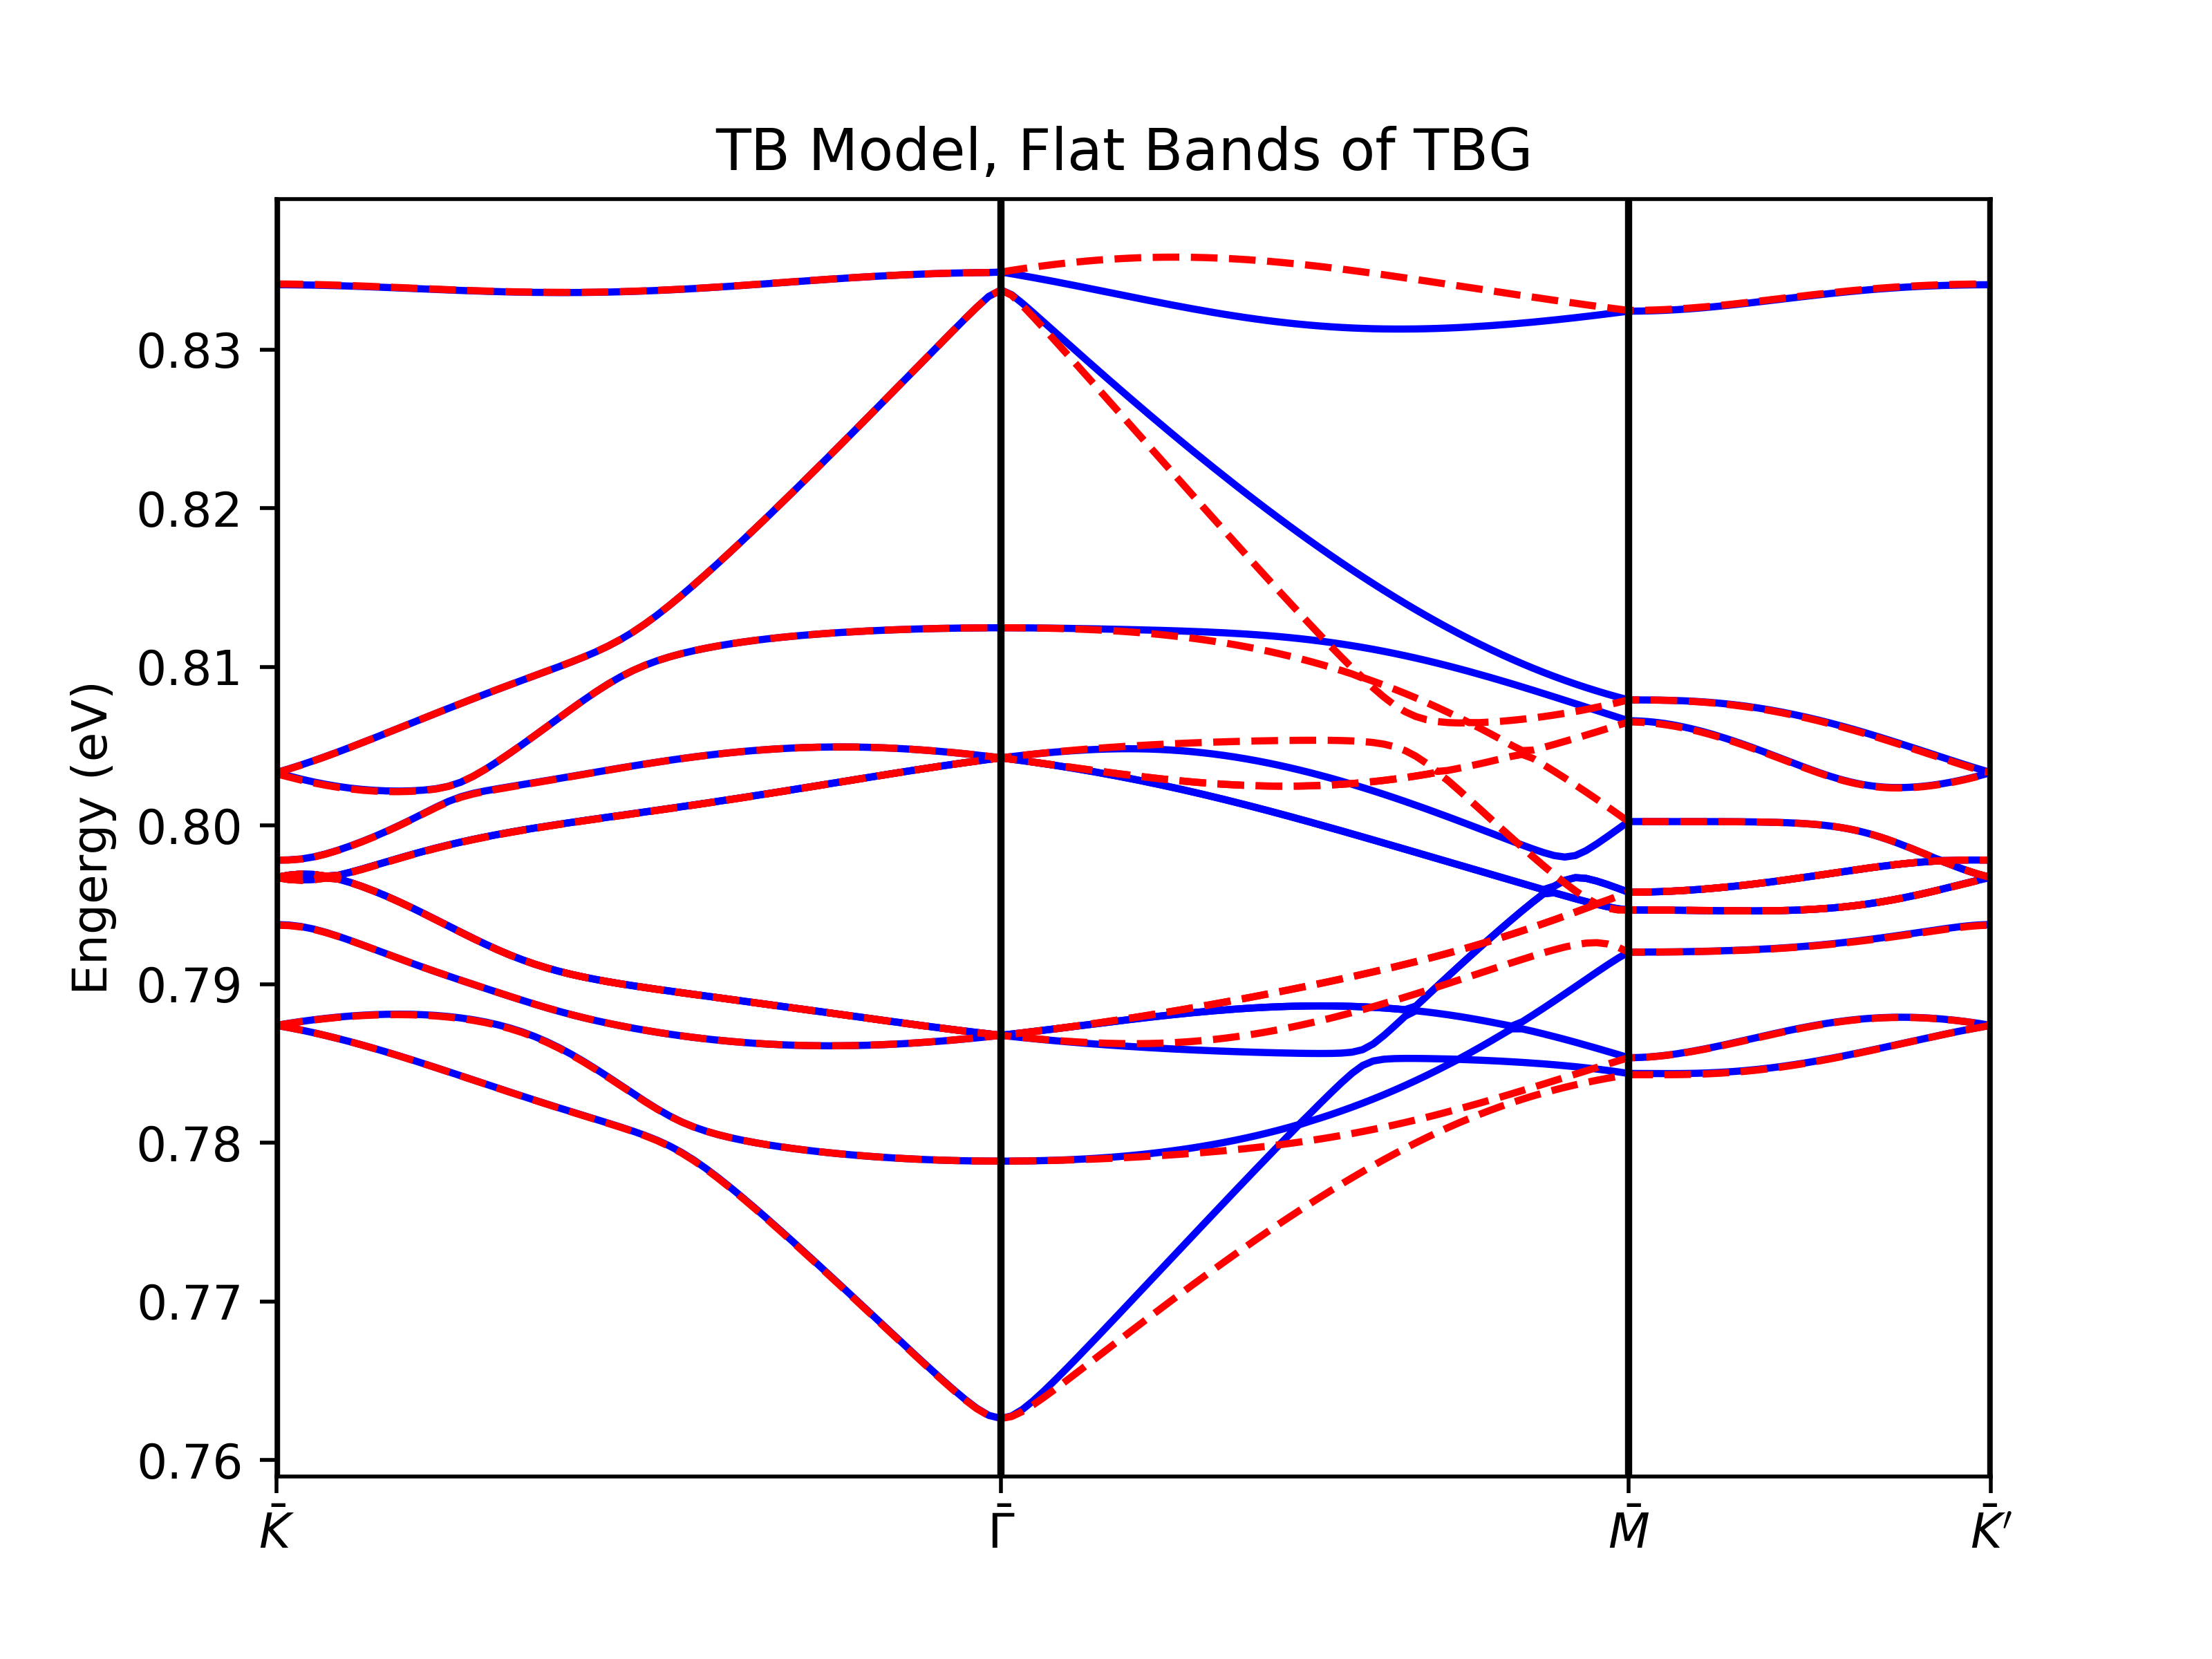 TB Model, Flat Bands of TBG
Engergy (eV)
0.83
0.82
0.81
0.80
0.79
0.78
0.77
0.76
K̄
Γ̄
M̄
K̄′